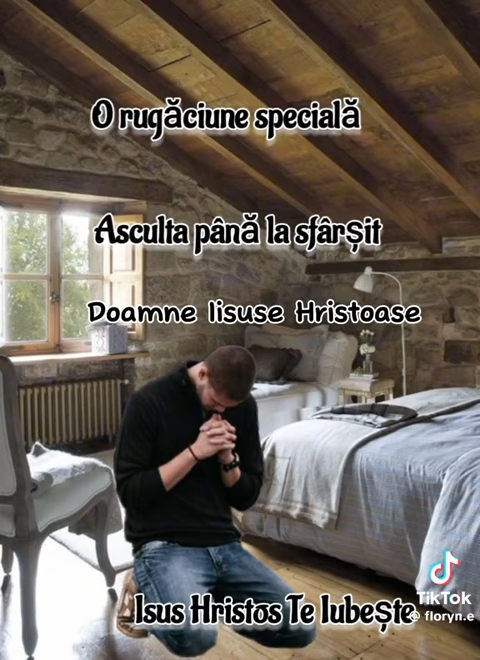 O rugăciune specială
Asculta până la sfârșit
Doamne Iisuse Hristoase
Isus Hristos Te Iubește
TikTok
@ floryn.e